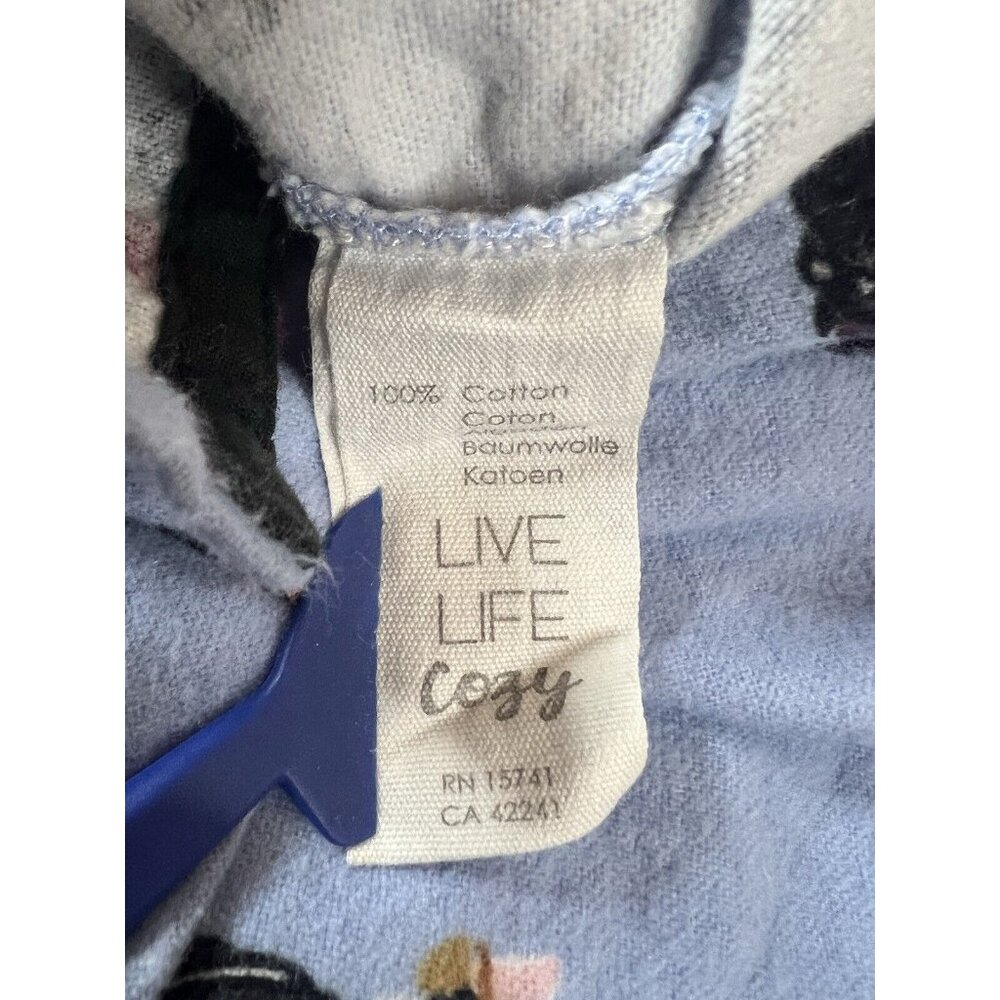 100% Cotton
Coton
Baumwolle
Katoen
LIVE
LIFE
Cozy
RN 15741
CA 42241